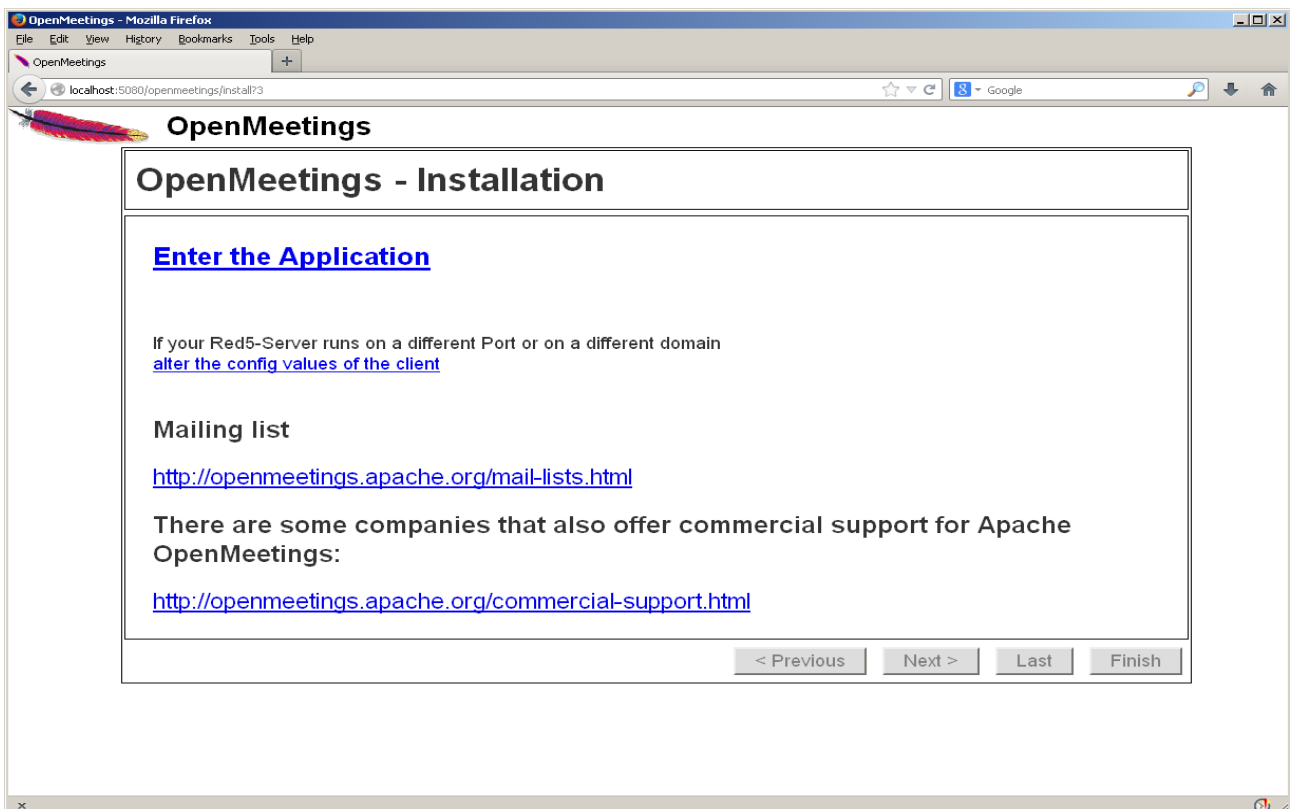 OpenMeetings - Mozilla Firefox
File Edit View History Bookmarks Tools Help
OpenMeetings +
localhost:5080/openmeetings/install?3 8 Google
OpenMeetings
OpenMeetings - Installation
Enter the Application
If your Red5-Server runs on a different Port or on a different domain
alter the config values of the client
Mailing list
http://openmeetings.apache.org/mail-lists.html
There are some companies that also offer commercial support for Apache
OpenMeetings:
http://openmeetings.apache.org/commercial-support.html
< Previous Next > Last Finish